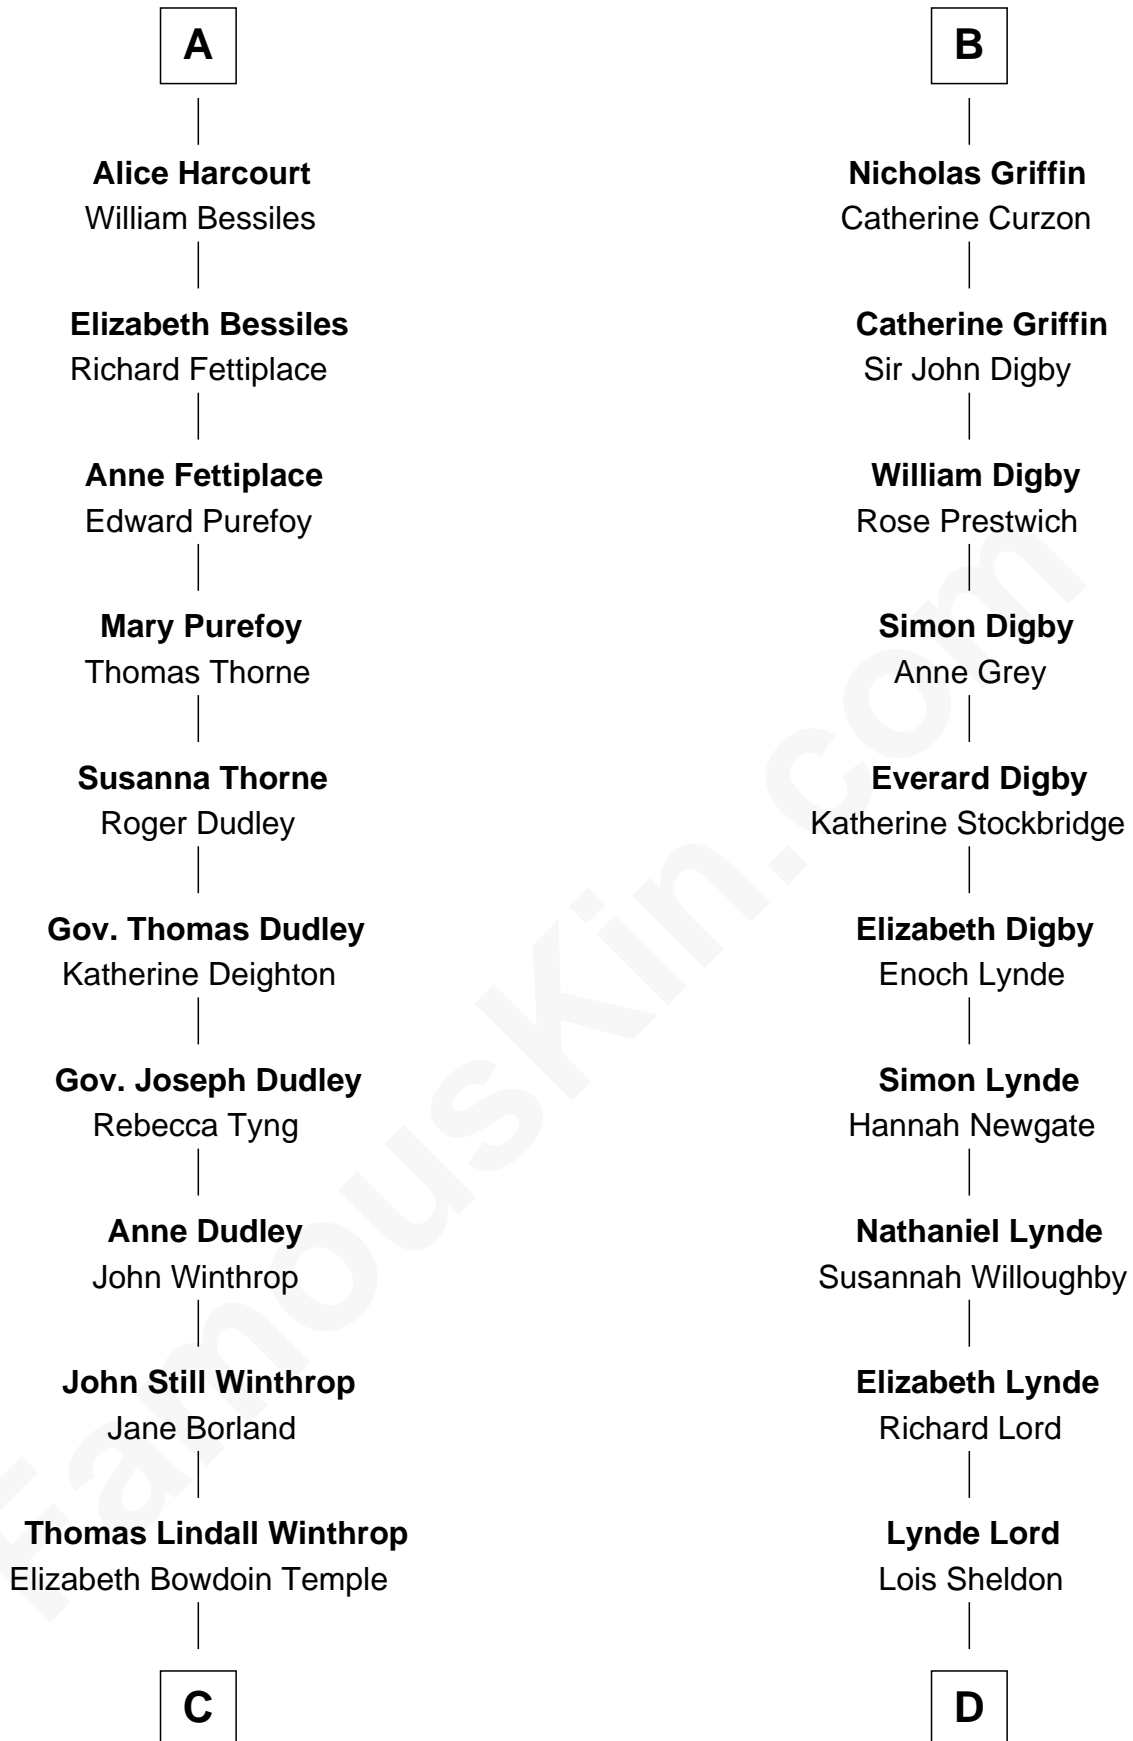 A
Alice Harcourt
William Bessiles
Elizabeth Bessiles
Richard Fettiplace
Anne Fettiplace
Edward Purefoy
Mary Purefoy
Thomas Thorne
Susanna Thorne
Roger Dudley
Gov. Thomas Dudley
Katherine Deighton
Gov. Joseph Dudley
Rebecca Tyng
Anne Dudley
John Winthrop
John Still Winthrop
Jane Borland
Thomas Lindall Winthrop
Elizabeth Bowdoin Temple
C
B
Nicholas Griffin
Catherine Curzon
Catherine Griffin
Sir John Digby
William Digby
Rose Prestwich
Simon Digby
Anne Grey
Everard Digby
Katherine Stockbridge
Elizabeth Digby
Enoch Lynde
Simon Lynde
Hannah Newgate
Nathaniel Lynde
Susannah Willoughby
Elizabeth Lynde
Richard Lord
Lynde Lord
Lois Sheldon
D
FamousKin.com